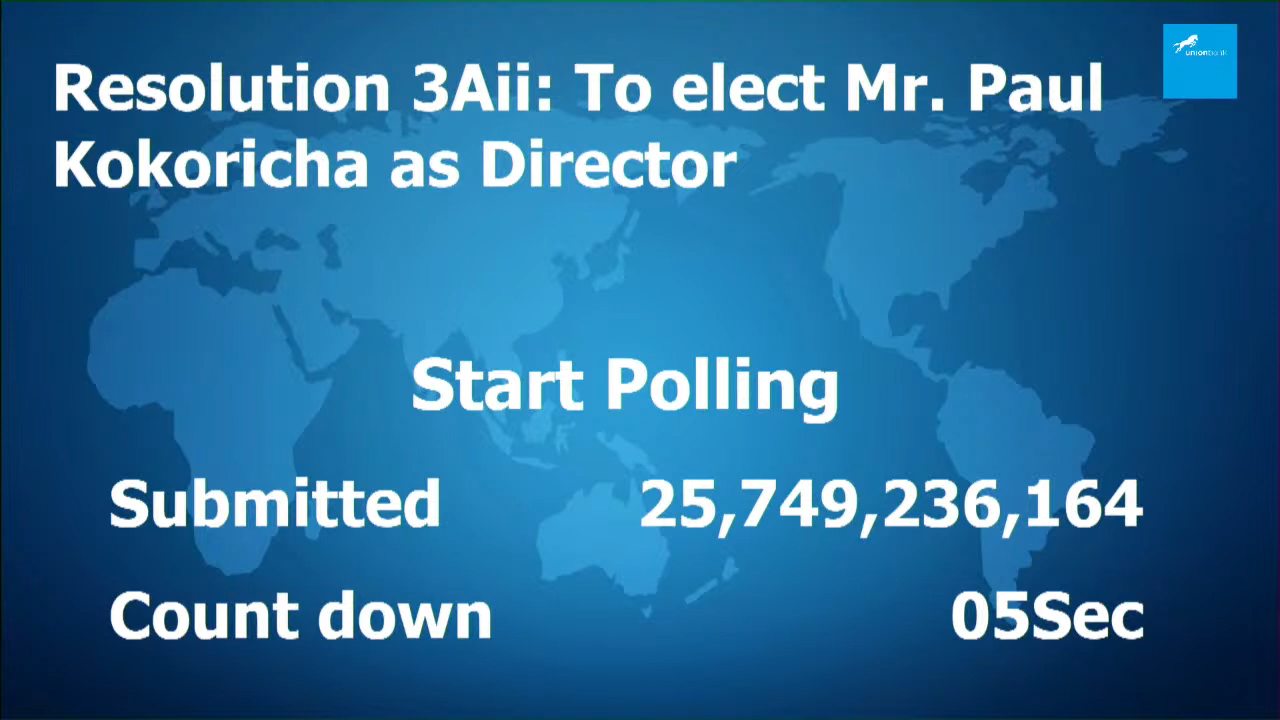 unionbank
Resolution 3Aii: To elect Mr. Paul
Kokoricha as Director
Start Polling
Submitted 25,749,236,164
Count down 05Sec